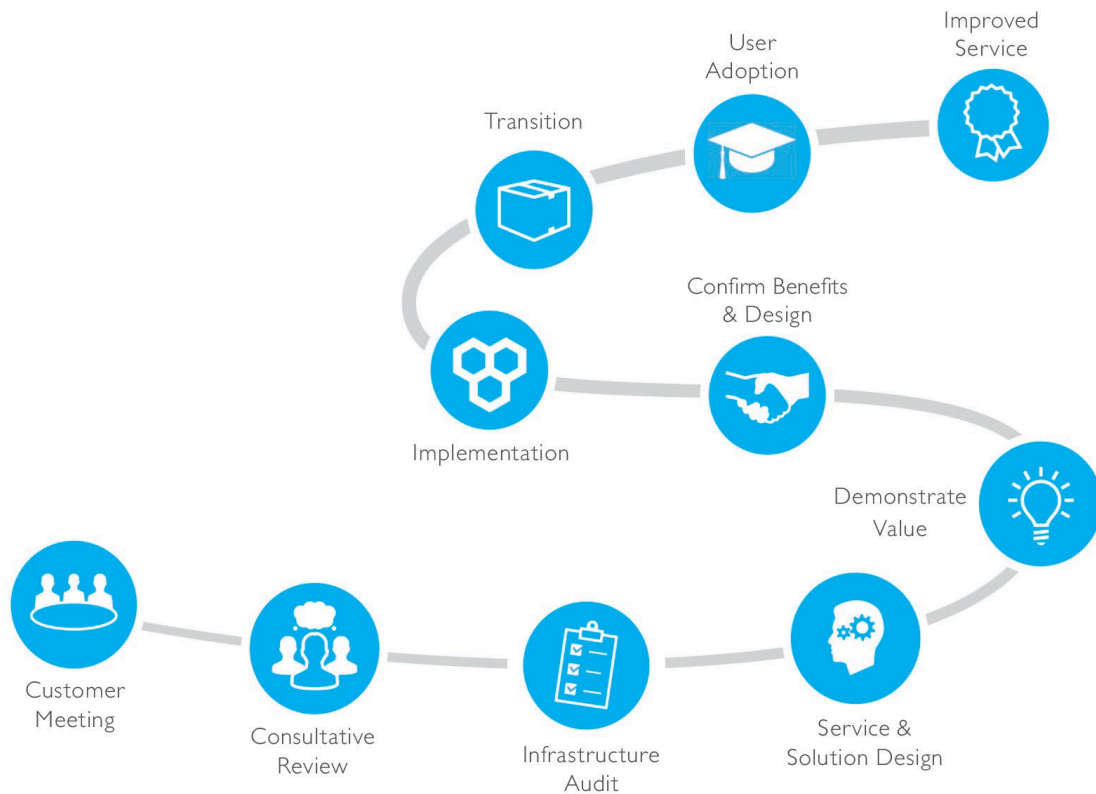 Improved
Service
User
Adoption
Transition
Confirm Benefits
& Design
Implementation
Demonstrate
Value
Customer
Meeting
Consultative
Review
Infrastructure
Audit
Service &
Solution Design